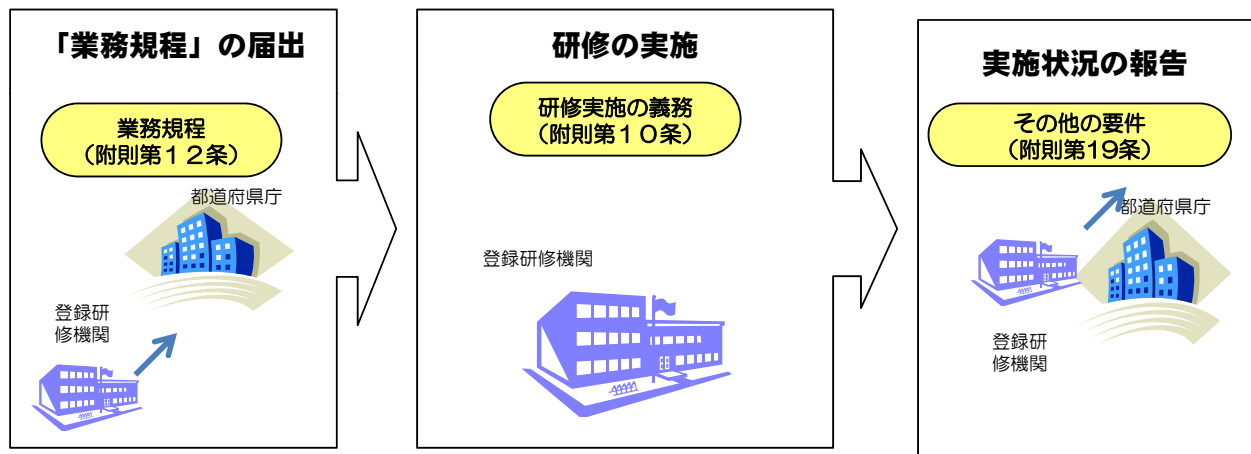 「業務規程」の届出
業務規程
（附則第１２条）
都道府県庁
登録研
修機関
研修の実施
研修実施の義務
（附則第１０条）
登録研修機関
実施状況の報告
その他の要件
（附則第19条）
都道府県庁
登録研
修機関